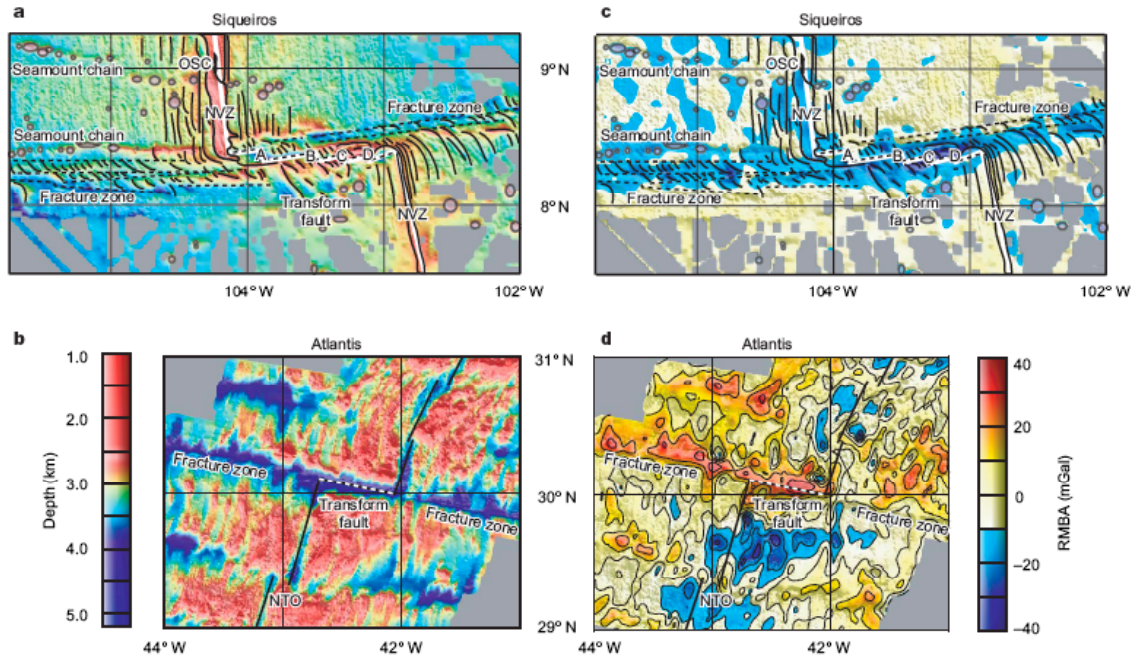 a
Siqueiros
OSC
Seamount chain
NVZ
Fracture zone
Seamount chain
A
B
C
D
Fracture zone
Transform
fault
NVZ
104° W
102° W
9° N
8° N
c
Siqueiros
OSC
Seamount chain
NVZ
Fracture zone
Seamount chain
A
B
C
D
Fracture zone
Transform
fault
NVZ
104° W
102° W
b
Atlantis
1.0
2.0
3.0
4.0
5.0
Depth (km)
Fracture zone
Transform
fault
Fracture zone
NTO
44° W
42° W
31° N
30° N
29° N
d
Atlantis
Fracture zone
Transform
fault
Fracture zone
NTO
44° W
42° W
40
20
0
–20
–40
RMBA (mGal)